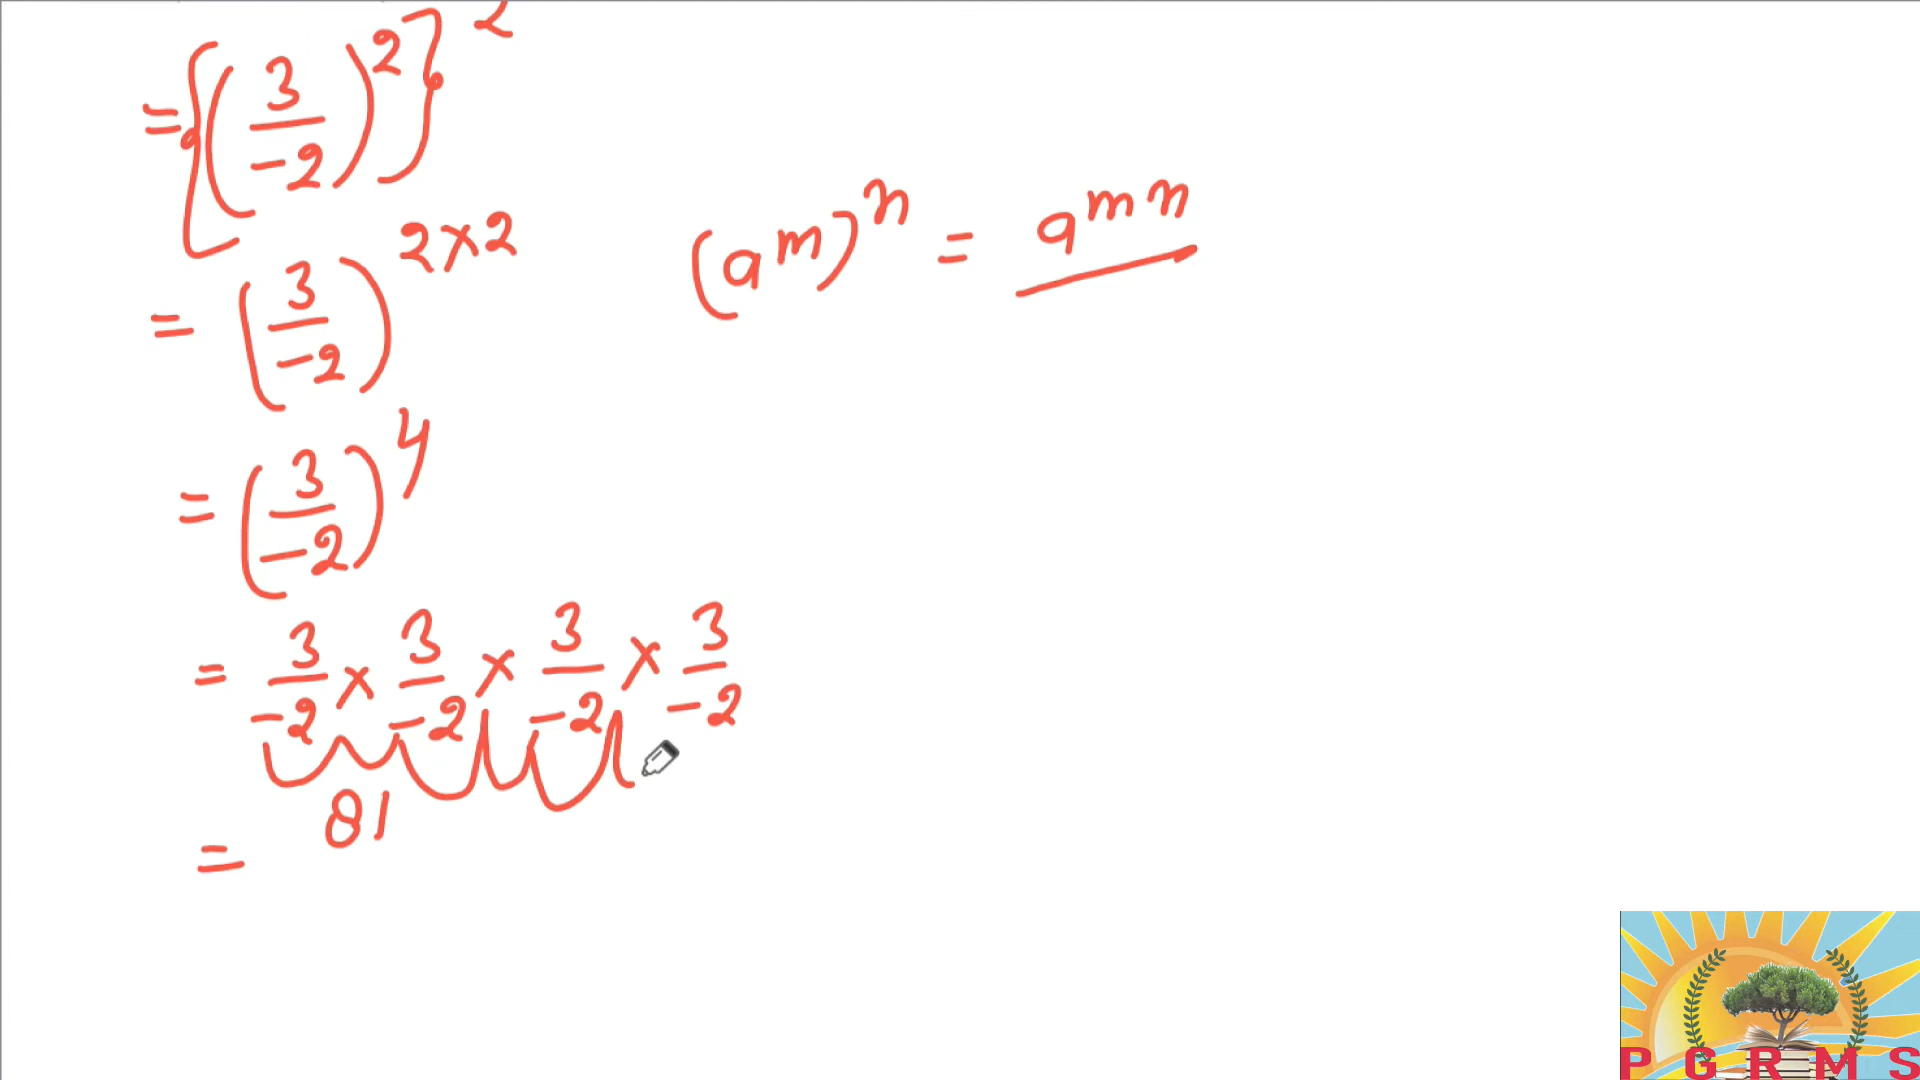 = {(3/-2)^2}^2
= (3/-2)^2×2
(a^m)^n = a^mn
= (3/-2)^4
= 3/-2 × 3/-2 × 3/-2 × 3/-2
= 81
PGRMS